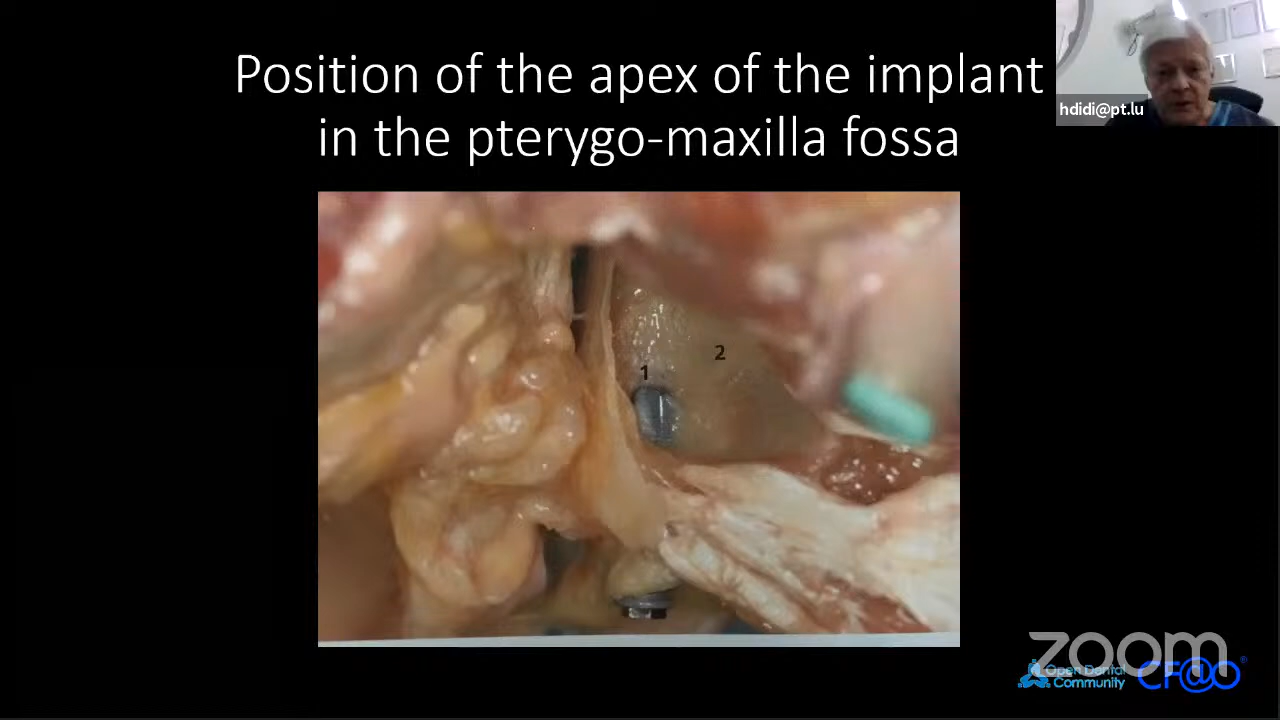 Position of the apex of the implant
in the pterygo-maxilla fossa
hdidi@pt.lu
1
2
zoom
Open Dental
Community
CF@O